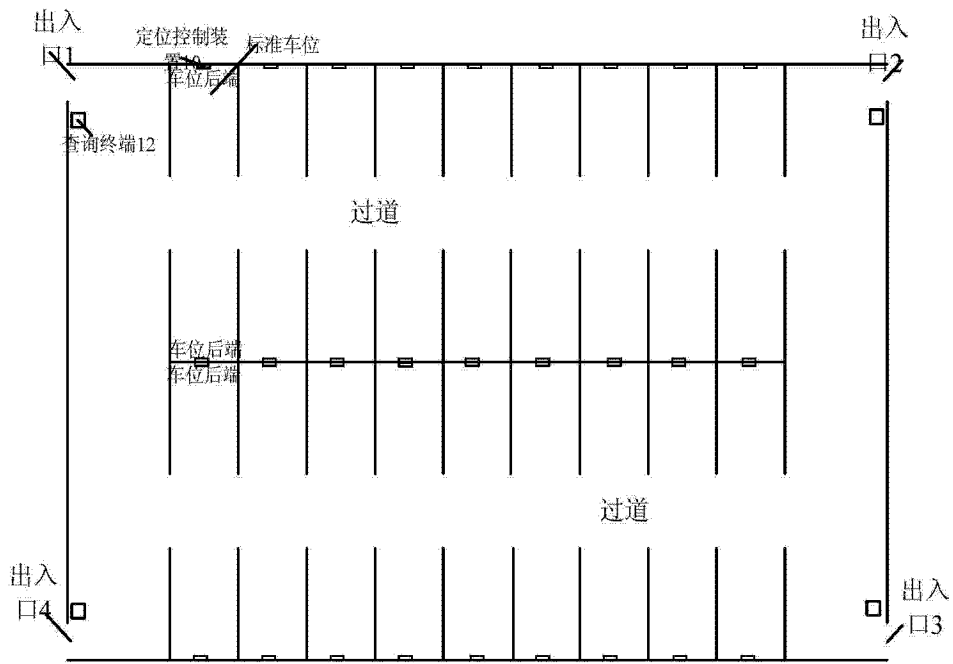 出入
口1
定位控制装
置10
标准车位
车位后端
出入
口2
查询终端12
过道
车位后端
车位后端
过道
出入
口4
出入
口3